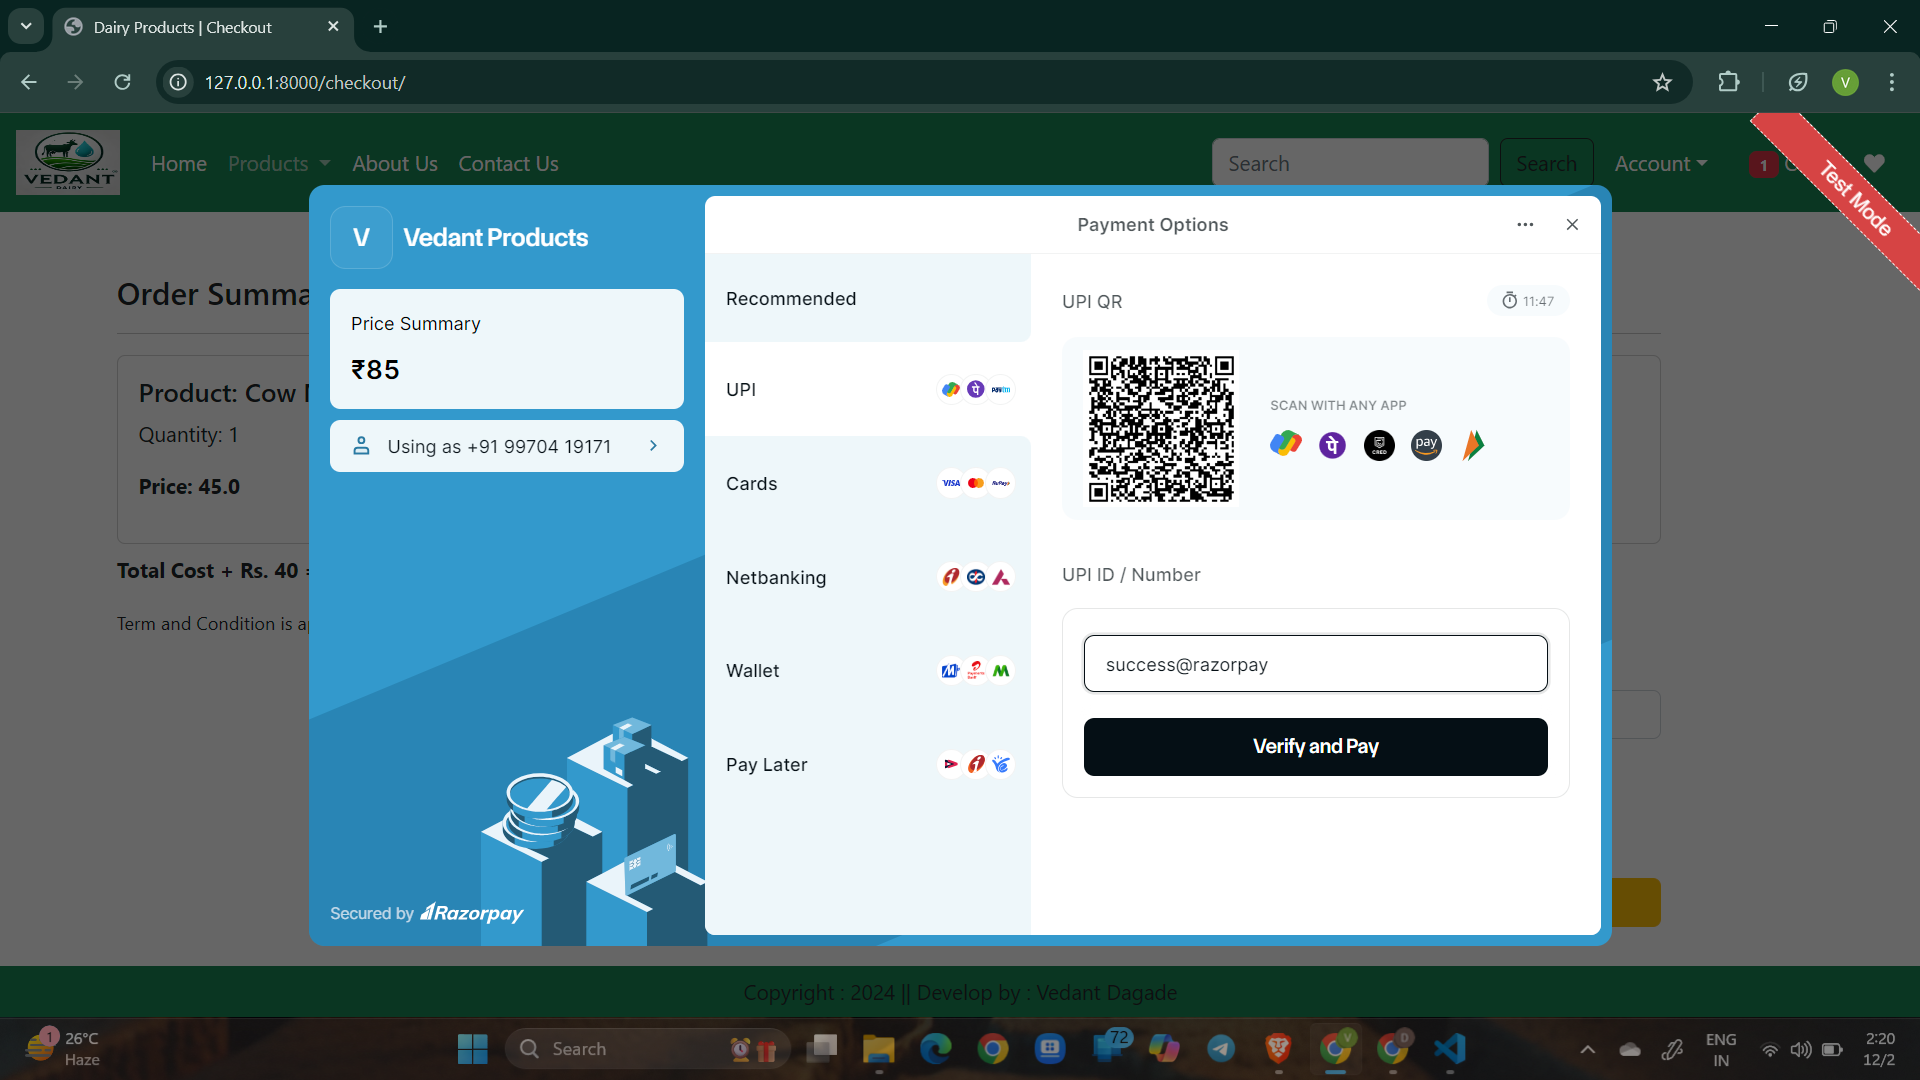 Dairy Products | Checkout
127.0.0.1:8000/checkout/
V
VEDANT
DAIRY
Home
Products
About Us
Contact Us
Search
Search
Account
1
Test Mode
V
Vedant Products
Price Summary
₹85
Using as +91 99704 19171
Secured by Razorpay
Payment Options
Recommended
UPI
Paytm
Cards
VISA
RuPay
Netbanking
Wallet
Pay Later
UPI QR
11:47
SCAN WITH ANY APP
CRED
pay
UPI ID / Number
success@razorpay
Verify and Pay
Order Summa
Product: Cow
Quantity: 1
Price: 45.0
Total Cost + Rs. 40
Term and Condition is a
Copyright : 2024 || Develop by : Vedant Dagade
1
26°C
Haze
Search
72
V
D
ENG
IN
2:20
12/2